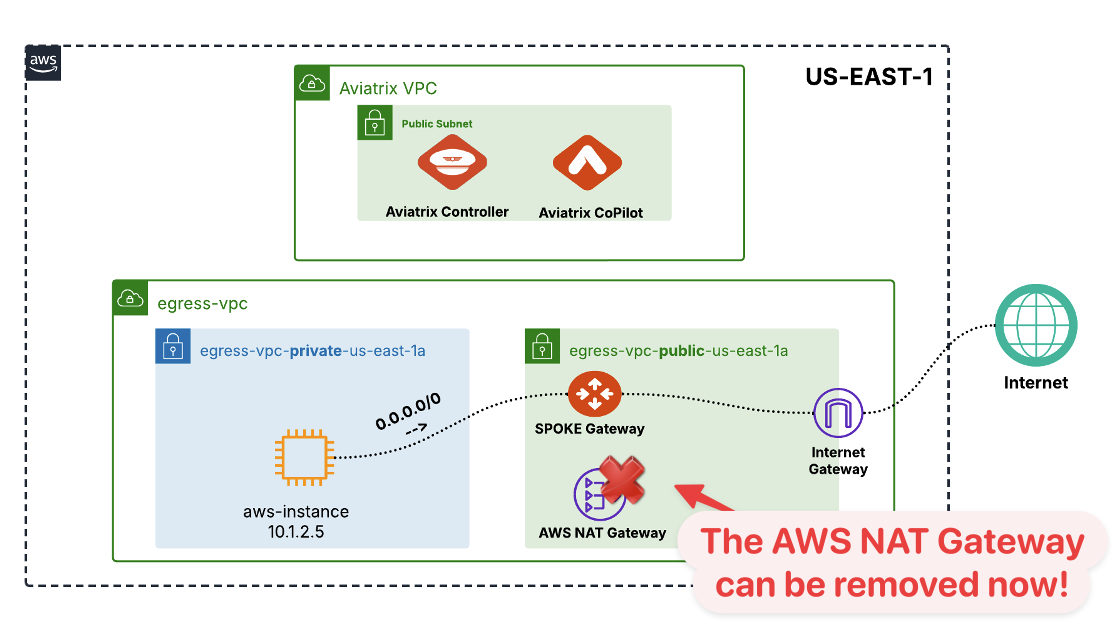 aws
US-EAST-1
Aviatrix VPC
Public Subnet
Aviatrix Controller
Aviatrix CoPilot
egress-vpc
egress-vpc-private-us-east-1a
egress-vpc-public-us-east-1a
0.0.0.0/0
-->
SPOKE Gateway
Internet
Internet
Gateway
aws-instance
10.1.2.5
AWS NAT Gateway
The AWS NAT Gateway
can be removed now!